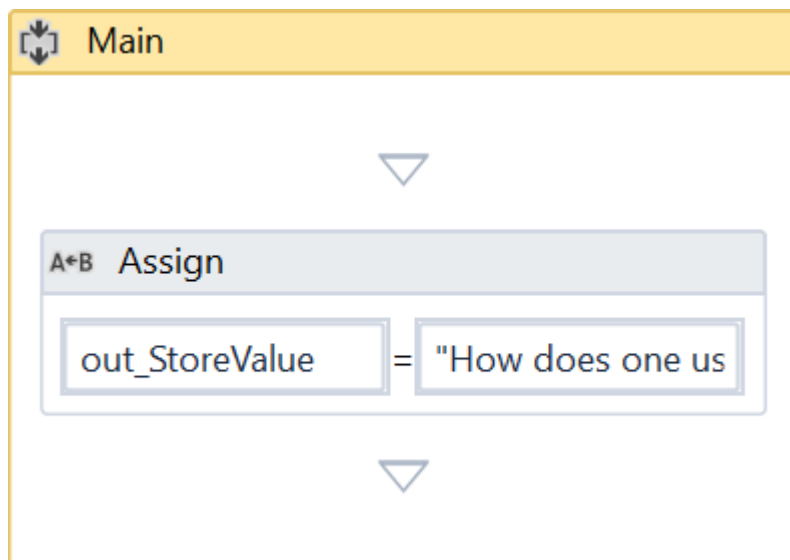 Main
A←B Assign
out_StoreValue = "How does one us